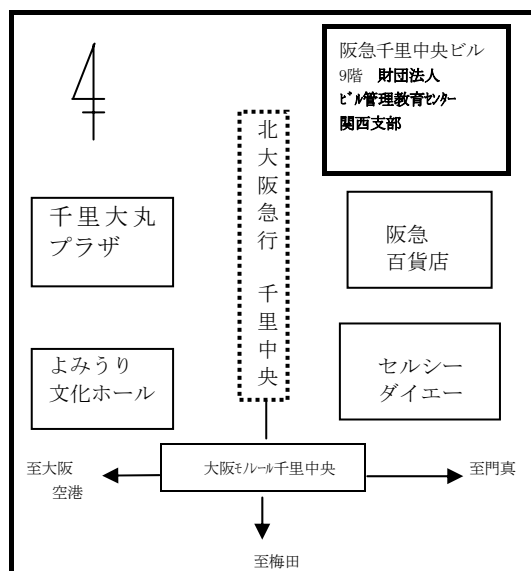 阪急千里中央ビル
9階 財団法人
ﾋﾞﾙ管理教育ｾﾝﾀｰ
関西支部
北大阪急行 千里中央
千里大丸
プラザ
阪急
百貨店
よみうり
文化ホール
セルシー
ダイエー
至大阪
空港
大阪ﾓﾉﾚｰﾙ千里中央
至門真
至梅田